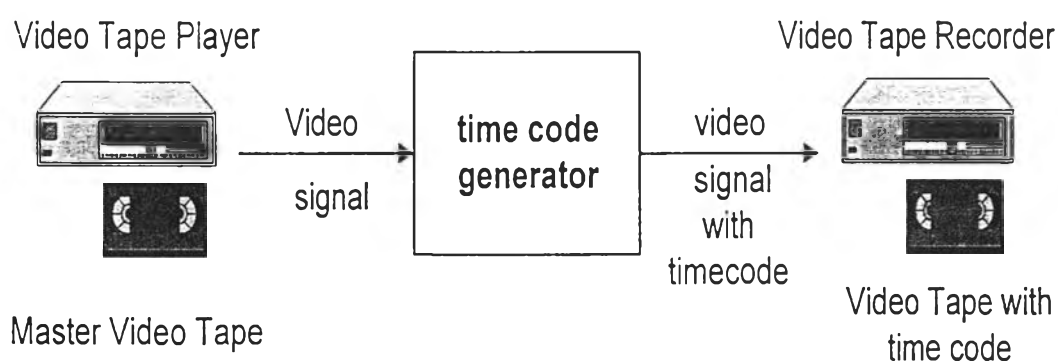 Video Tape Player
Video Tape Recorder
Video
signal
time code
generator
video
signal
with
timecode
Master Video Tape
Video Tape with
time code